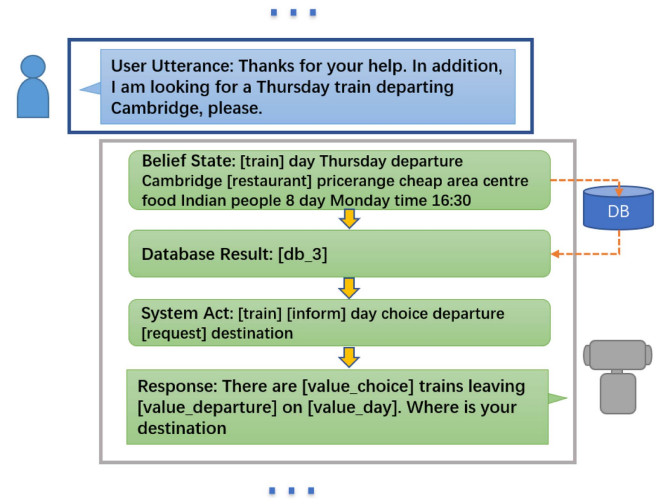 User Utterance: Thanks for your help. In addition,
I am looking for a Thursday train departing
Cambridge, please.
Belief State: [train] day Thursday departure
Cambridge [restaurant] pricerange cheap area centre
food Indian people 8 day Monday time 16:30
DB
Database Result: [db_3]
System Act: [train] [inform] day choice departure
[request] destination
Response: There are [value_choice] trains leaving
[value_departure] on [value_day]. Where is your
destination